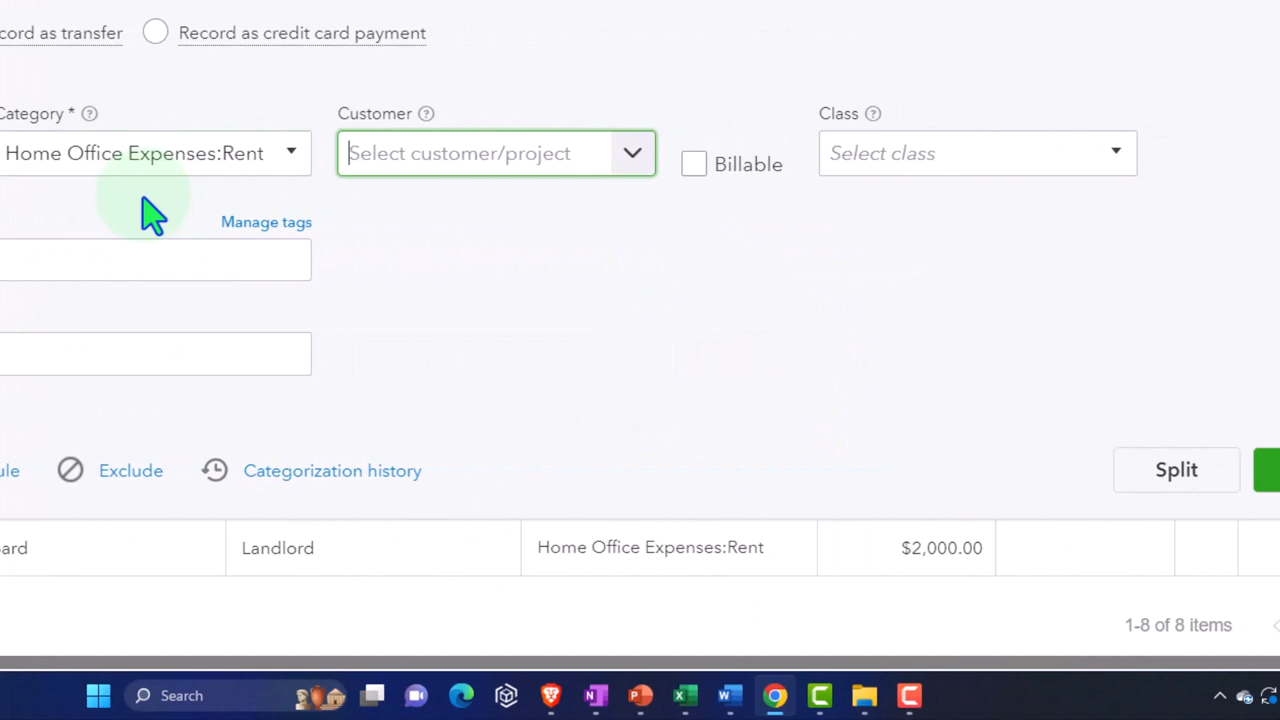 cord as transfer Record as credit card payment
Category * Customer Class
Home Office Expenses:Rent Select customer/project Billable Select class
Manage tags
ule Exclude Categorization history Split
oard Landlord Home Office Expenses:Rent $2,000.00
1-8 of 8 items
Search